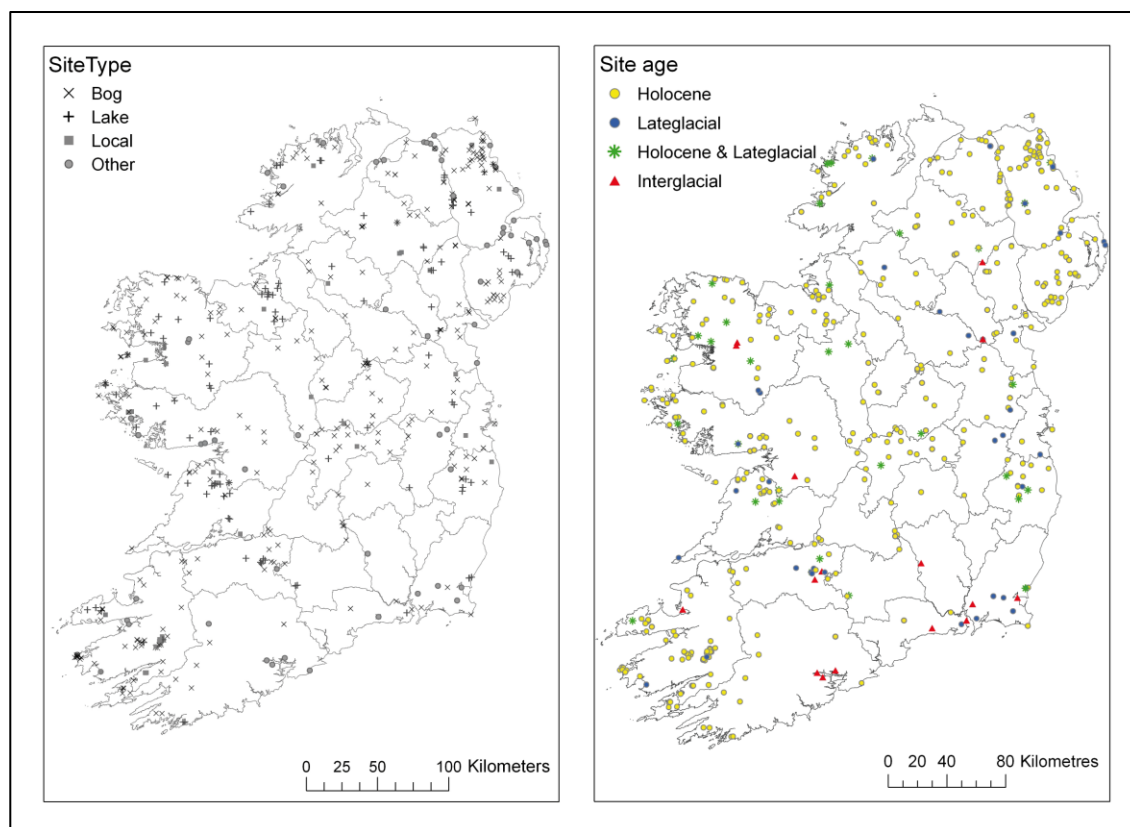 SiteType
Bog
Lake
Local
Other
0 25 50 100 Kilometers
Site age
Holocene
Lateglacial
Holocene & Lateglacial
Interglacial
0 20 40 80 Kilometres